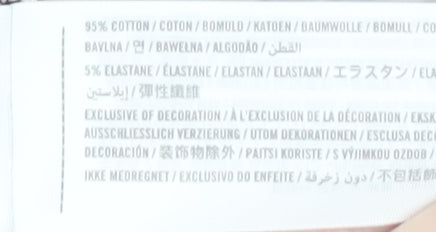 95% COTTON / COTON / BOMULD / KATOEN / BAUMWOLLE / BOMULL / CO
BAVLNA / 면 / BAWEŁNA / ALGODÃO / القطن
5% ELASTANE / ÉLASTANE / ELASTAN / ELASTAAN / エラスタン / ELA
إيلاستين / 彈性纖維
EXCLUSIVE OF DECORATION / À L'EXCLUSION DE LA DÉCORATION / EKSK
AUSSCHLIESSLICH VERZIERUNG / UTOM DEKORATIONEN / ESCLUSA DEC
DECORACIÓN / 装饰物除外 / PAITSI KORISTE / S VÝJIMKOU OZDOB /
IKKE MEDREGNET / EXCLUSIVO DO ENFEITE / دون زخرفة / 不包括飾